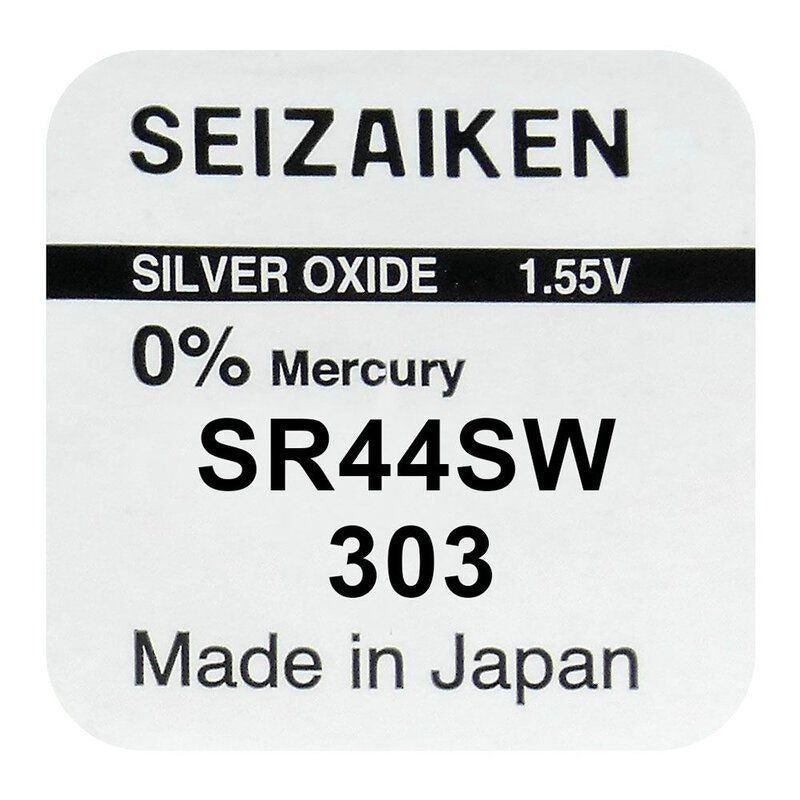 SEIZAIKEN
SILVER OXIDE 1.55V
0% Mercury
SR44SW
303
Made in Japan